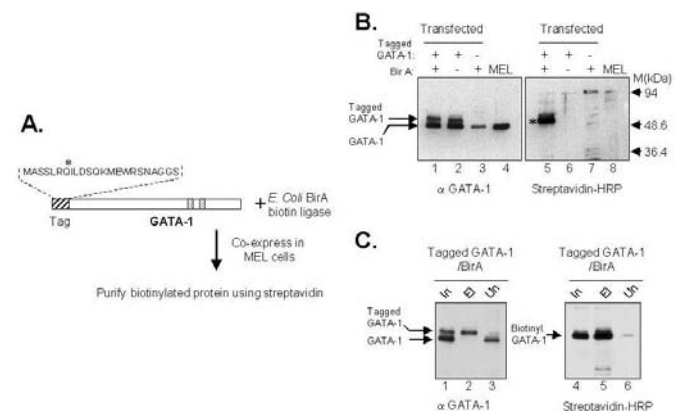 A.
*
MASSLRQILDSQKMEWRSNAGGS
Tag
GATA-1
+ E. Coli BirA
biotin ligase
Co-express in
MEL cells
Purify biotinylated protein using streptavidin
B.
Transfected Transfected
Tagged
GATA-1: + + - + + -
Bir A: + - + MEL + - + MEL
M(kDa)
94
48.6
36.4
Tagged
GATA-1
GATA-1
*
1 2 3 4 5 6 7 8
α GATA-1 Streptavidin-HRP
C.
Tagged GATA-1 Tagged GATA-1
/BirA /BirA
In El Un In El Un
Tagged
GATA-1
GATA-1
Biotinyl.
GATA-1
1 2 3 4 5 6
α GATA-1 Streptavidin-HRP